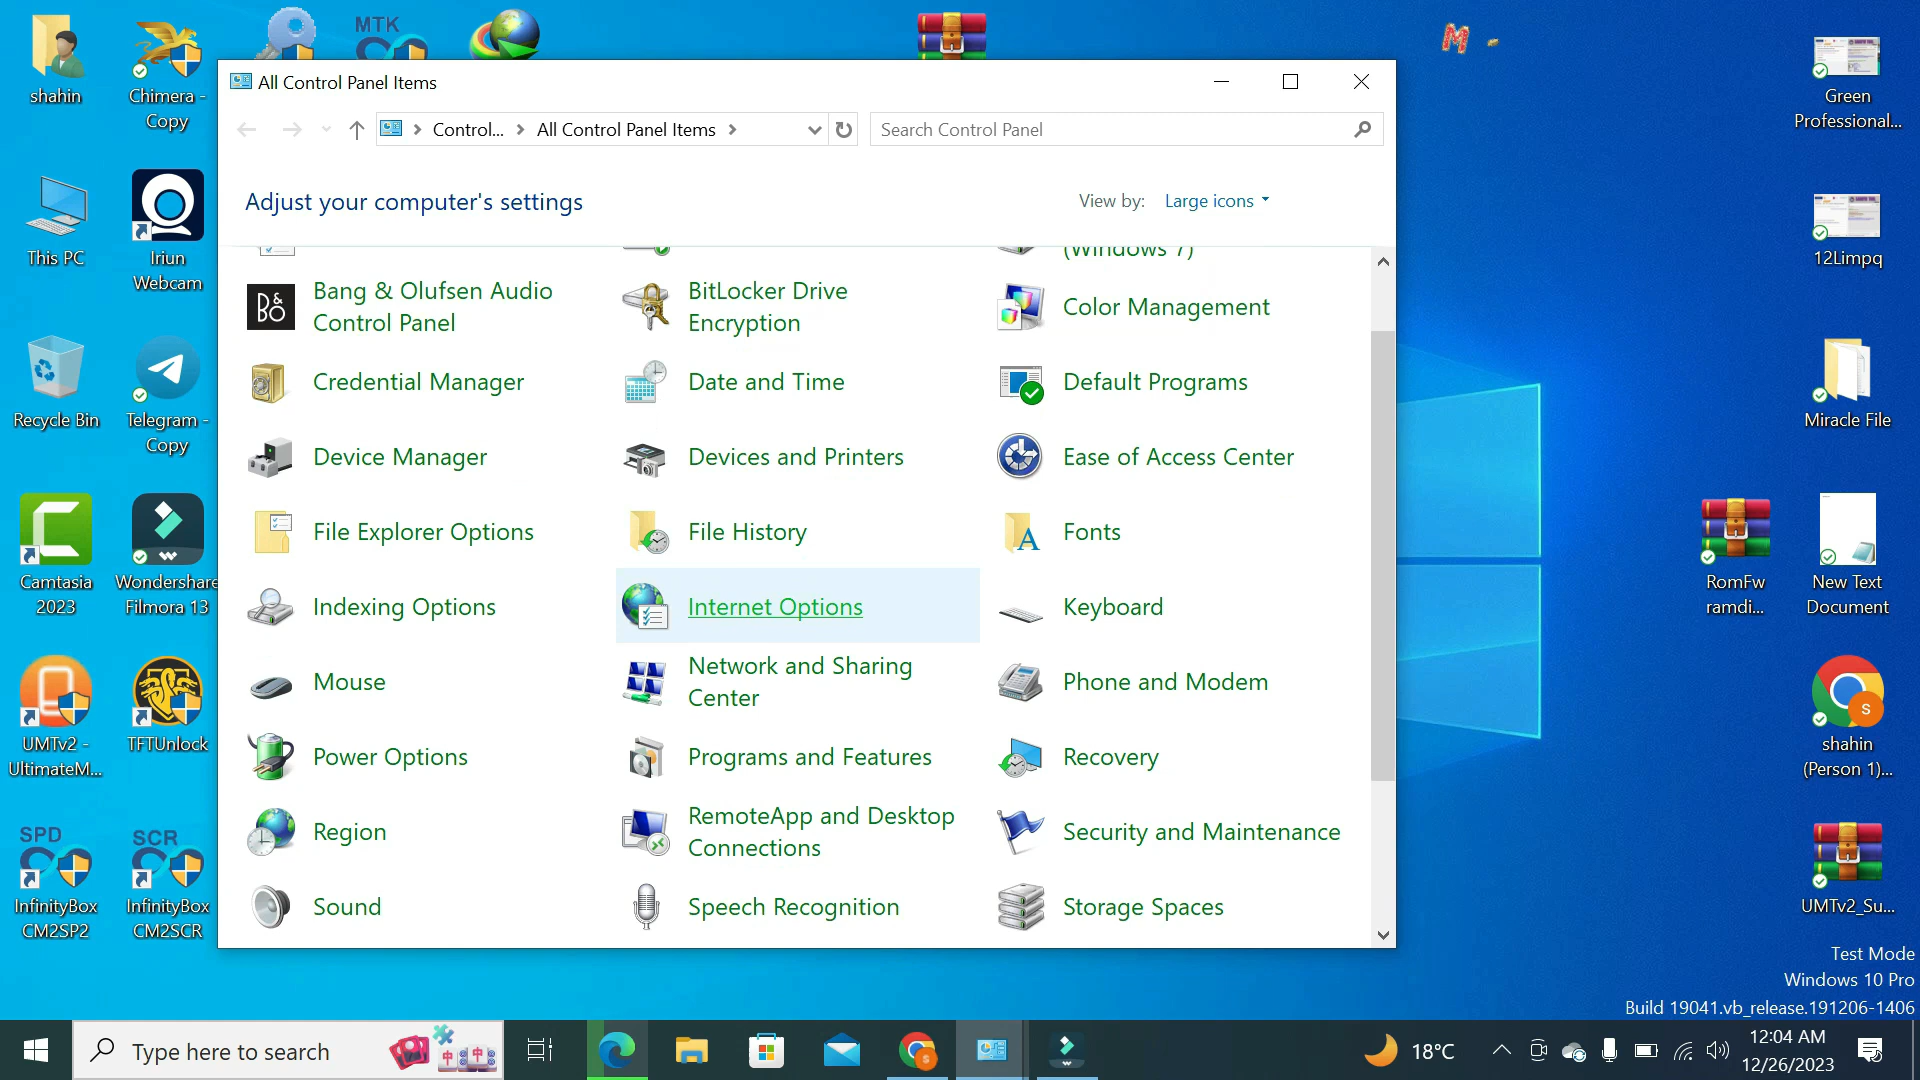 MTK
M
shahin
Chimera -
Copy
This PC
Iriun
Webcam
Recycle Bin
Telegram -
Copy
Camtasia
2023
Wondershare
Filmora 13
UMTv2 -
UltimateM...
TFTUnlock
SPD
InfinityBox
CM2SP2
SCR
InfinityBox
CM2SCR
All Control Panel Items
Control...
All Control Panel Items
Search Control Panel
Adjust your computer's settings
View by:
Large icons
(Windows 7)
B&O
Bang & Olufsen Audio
Control Panel
BitLocker Drive
Encryption
Color Management
Credential Manager
Date and Time
Default Programs
Device Manager
Devices and Printers
Ease of Access Center
File Explorer Options
File History
Fonts
Indexing Options
Internet Options
Keyboard
Mouse
Network and Sharing
Center
Phone and Modem
Power Options
Programs and Features
Recovery
Region
RemoteApp and Desktop
Connections
Security and Maintenance
Sound
Speech Recognition
Storage Spaces
Green
Professional...
12Limpq
Miracle File
RomFw
ramdi...
New Text
Document
S
shahin
(Person 1)...
UMTv2_Su...
Test Mode
Windows 10 Pro
Build 19041.vb_release.191206-1406
Type here to search
18°C
12:04 AM
12/26/2023